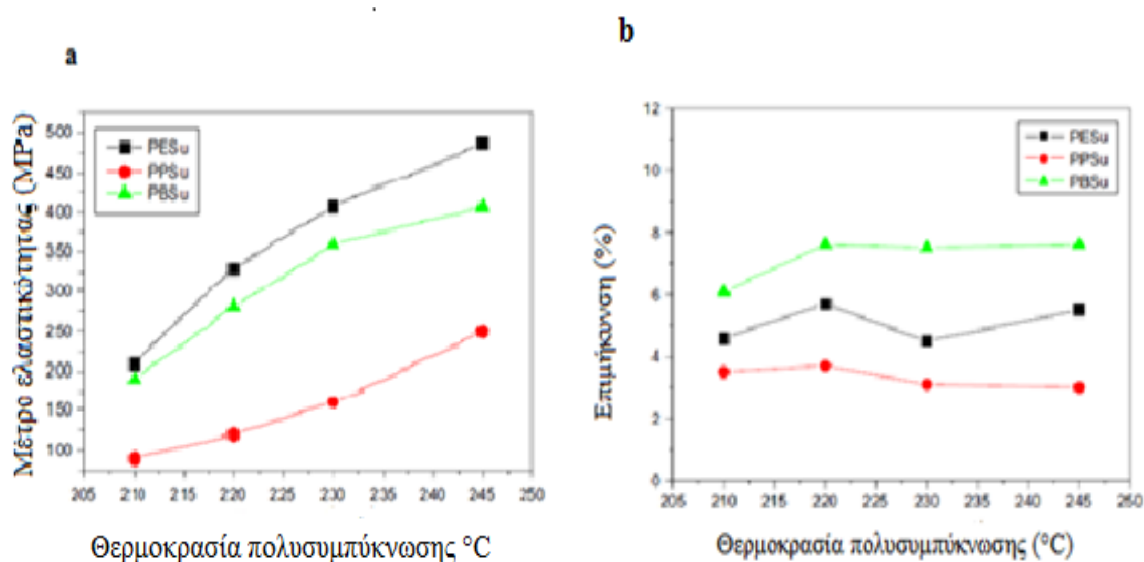 a
Μέτρο ελαστικότητας (MPa)
500
450
400
350
300
250
200
150
100
PESu
PPSu
PBSu
205 210 215 220 225 230 235 240 245 250
Θερμοκρασία πολυσυμπύκνωσης °C
b
Επιμήκυνση (%)
12
10
8
6
4
2
0
PESu
PPSu
PBSu
205 210 215 220 225 230 235 240 245 250
Θερμοκρασία πολυσυμπύκνωσης (°C)